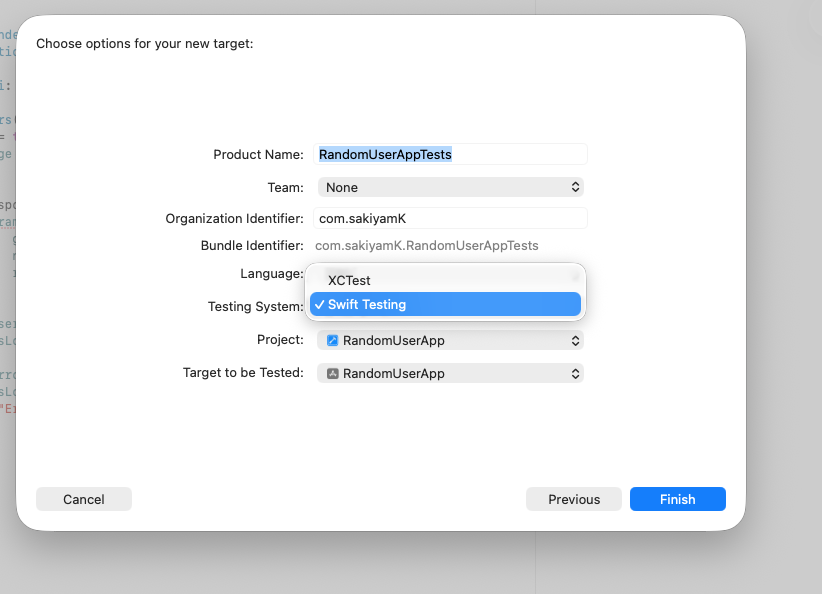 Choose options for your new target:
Product Name: RandomUserAppTests
Team: None
Organization Identifier: com.sakiyamK
Bundle Identifier: com.sakiyamK.RandomUserAppTests
Language:
XCTest
Testing System: ✓ Swift Testing
Project: RandomUserApp
Target to be Tested: RandomUserApp
Cancel Previous Finish